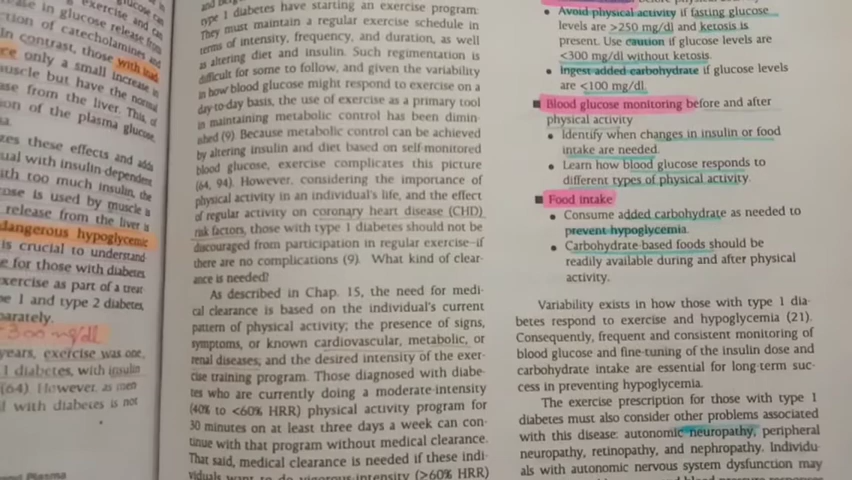 ease in glucose release from
ction of catecholamines and
In contrast, those with
ce only a small increase in
muscle but have the normal
ase from the liver. This,
ion of the plasma glucose,
zes these effects and adds
ual with insulin dependent
ith too much insulin, the
cose is used by muscle is
release from the liver is
dangerous hypoglycemic
is crucial to understand
e for those with diabetes
exercise as part of a treat
pe 1 and type 2 diabetes,
parately.
<300 mg/dl
years, exercise was one,
1 diabetes, with insulin
(64). However, as
l with diabetes is not
type 1 diabetes have starting an exercise program:
They must maintain a regular exercise schedule in
terms of intensity, frequency, and duration, as well
as altering diet and insulin. Such regimentation is
difficult for some to follow, and given the variability
in how blood glucose might respond to exercise on a
day-to-day basis, the use of exercise as a primary tool
in maintaining metabolic control has been dimin-
ished (9) Because metabolic control can be achieved
by altering insulin and diet based on self-monitored
blood glucose, exercise complicates this picture
(64, 94). However, considering the importance of
physical activity in an individual's life, and the effect
of regular activity on coronary heart disease (CHD)
risk factors, those with type 1 diabetes should not be
discouraged from participation in regular exercise—if
there are no complications (9). What kind of clear-
ance is needed?
As described in Chap. 15, the need for medi-
cal clearance is based on the individual's current
pattern of physical activity; the presence of signs,
symptoms, or known cardiovascular, metabolic, or
renal diseases; and the desired intensity of the exer-
cise training program. Those diagnosed with diabe-
tes who are currently doing a moderate-intensity
(40% to <60% HRR) physical activity program for
30 minutes on at least three days a week can con-
tinue with that program without medical clearance.
That said, medical clearance is needed if these indi-
viduals want to do vigorous-intensity (≥60% HRR)
• Avoid physical activity if fasting glucose
levels are >250 mg/dl and ketosis is
present. Use caution if glucose levels are
<300 mg/dl without ketosis.
• Ingest added carbohydrate if glucose levels
are <100 mg/dl.
■ Blood glucose monitoring before and after
physical activity
• Identify when changes in insulin or food
intake are needed.
• Learn how blood glucose responds to
different types of physical activity.
■ Food intake
• Consume added carbohydrate as needed to
prevent hypoglycemia.
• Carbohydrate-based foods should be
readily available during and after physical
activity.
Variability exists in how those with type 1 dia-
betes respond to exercise and hypoglycemia (21).
Consequently, frequent and consistent monitoring of
blood glucose and fine-tuning of the insulin dose and
carbohydrate intake are essential for long-term suc-
cess in preventing hypoglycemia.
The exercise prescription for those with type 1
diabetes must also consider other problems associated
with this disease: autonomic neuropathy, peripheral
neuropathy, retinopathy, and nephropathy. Individu-
als with autonomic nervous system dysfunction may